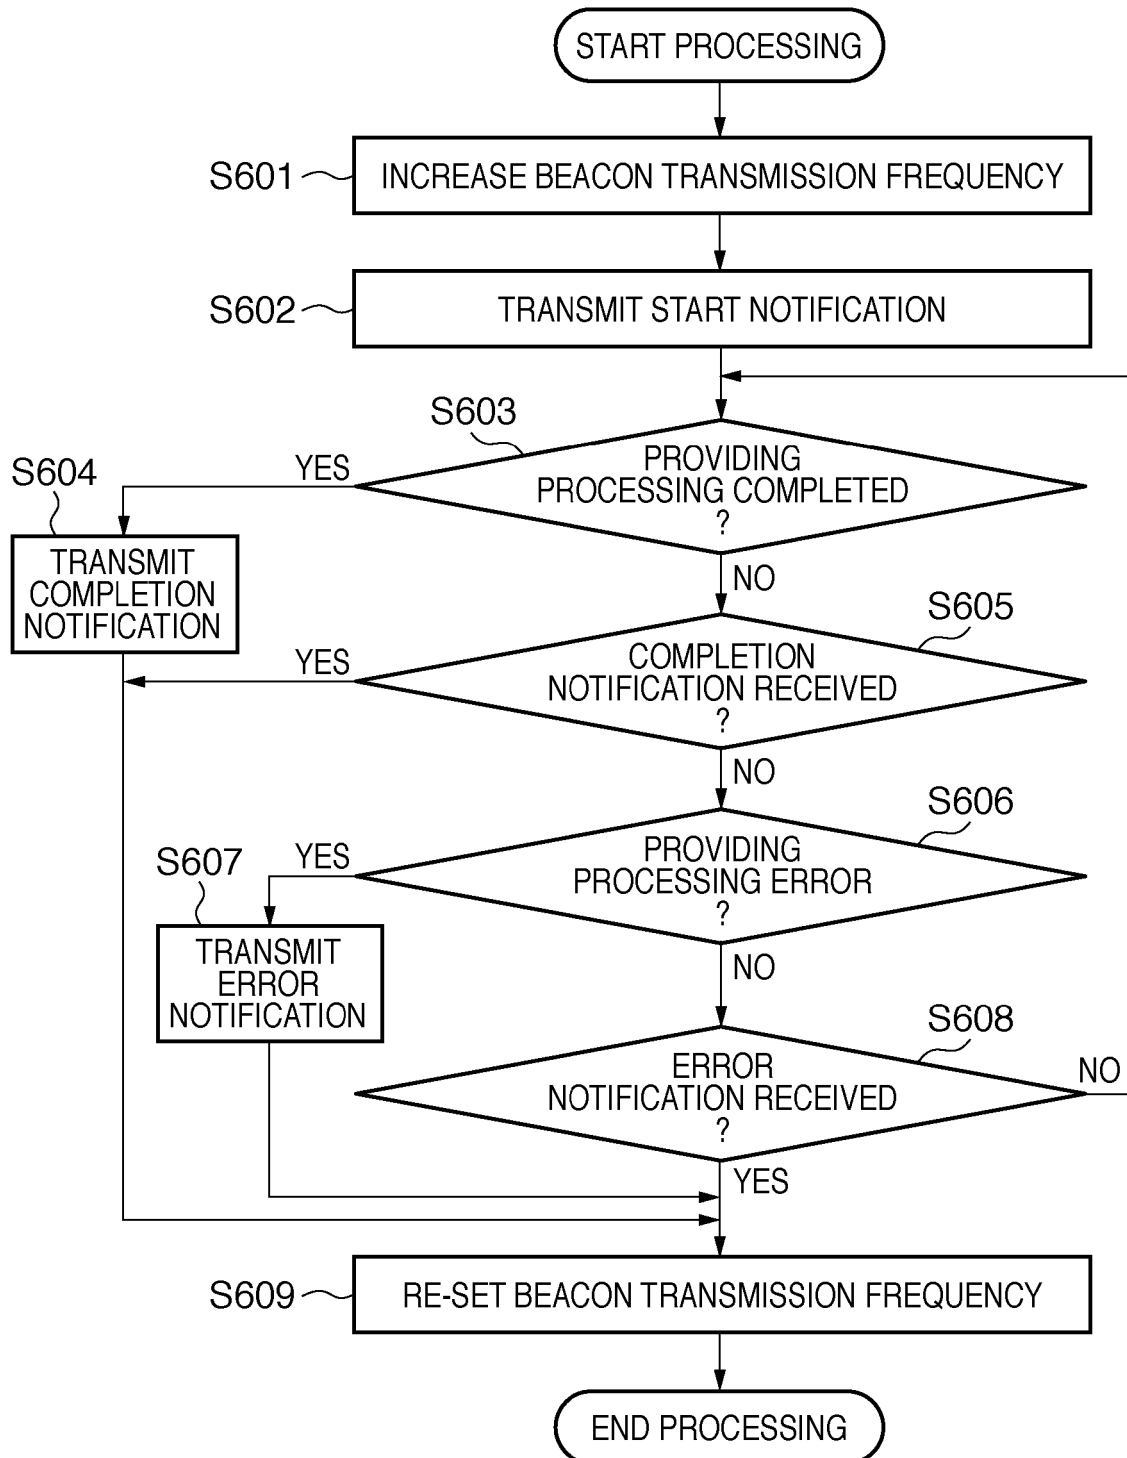 START PROCESSING
S601
INCREASE BEACON TRANSMISSION FREQUENCY
S602
TRANSMIT START NOTIFICATION
S603
PROVIDING
PROCESSING COMPLETED
?
YES
NO
S604
TRANSMIT
COMPLETION
NOTIFICATION
S605
COMPLETION
NOTIFICATION RECEIVED
?
YES
NO
S606
PROVIDING
PROCESSING ERROR
?
YES
NO
S607
TRANSMIT
ERROR
NOTIFICATION
S608
ERROR
NOTIFICATION RECEIVED
?
NO
YES
S609
RE-SET BEACON TRANSMISSION FREQUENCY
END PROCESSING